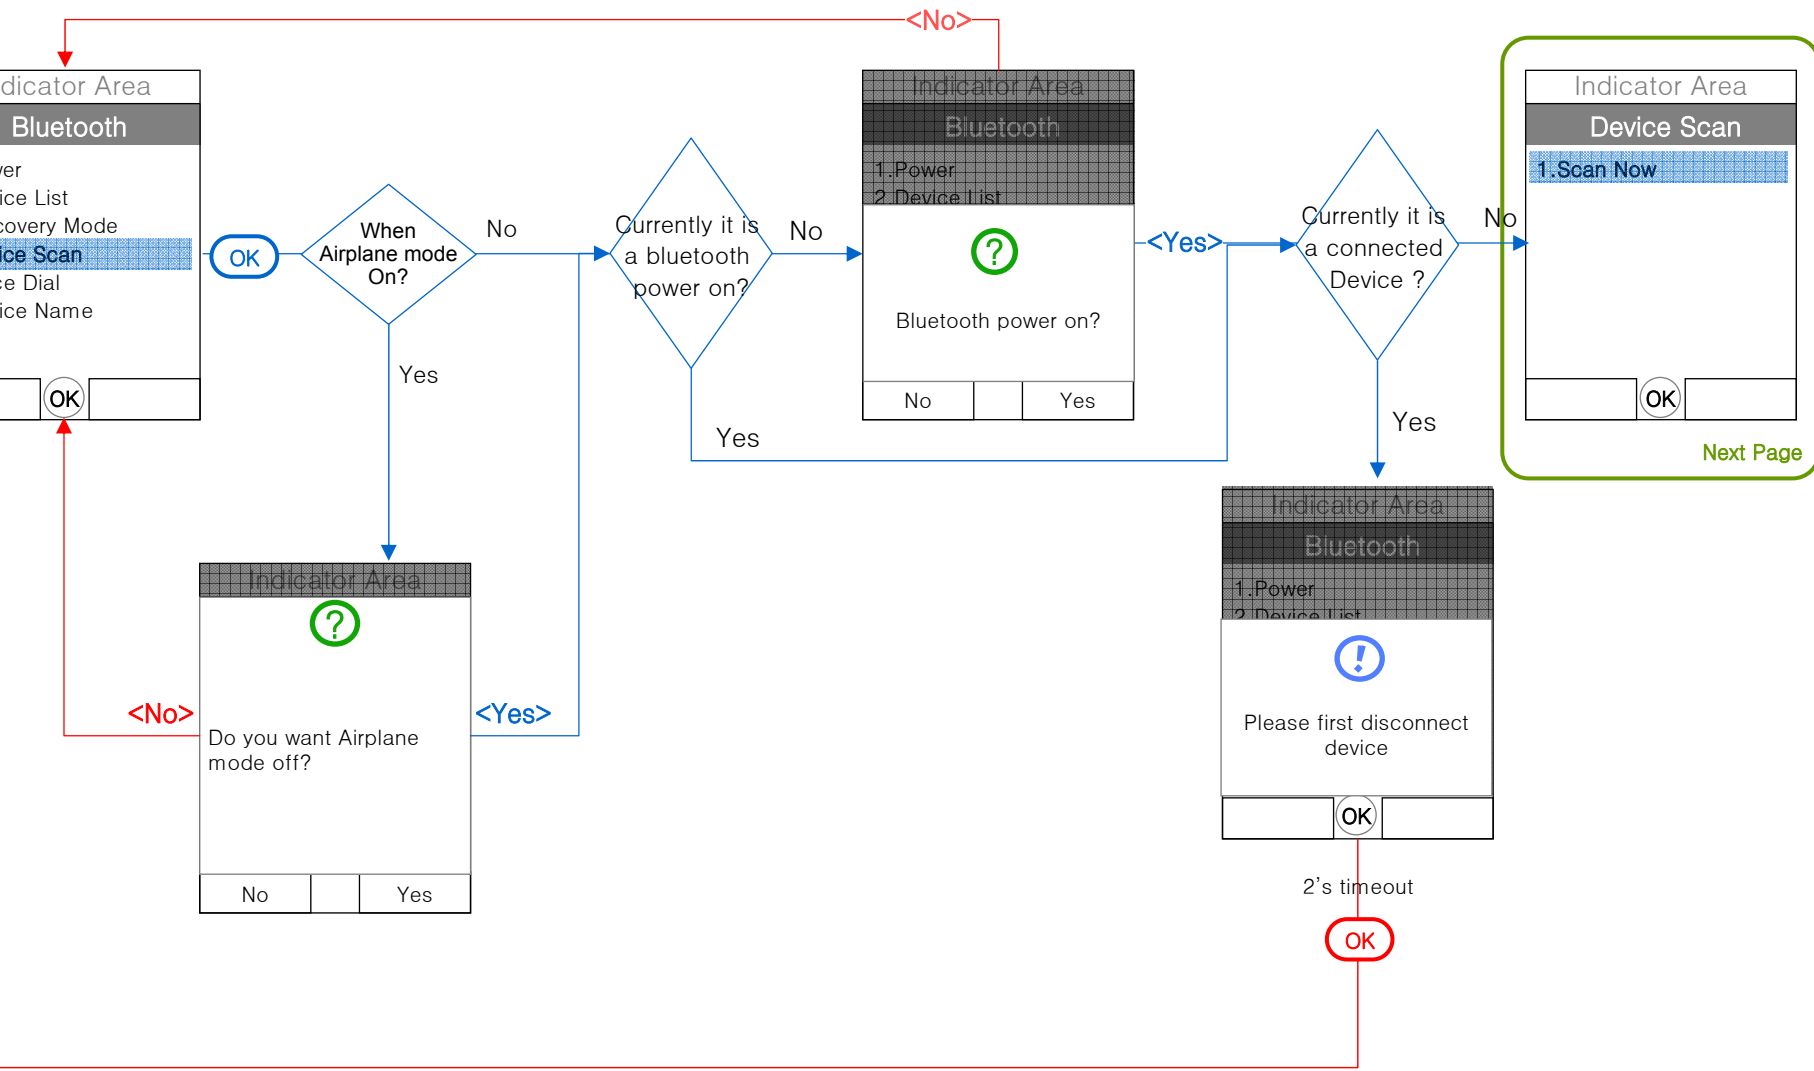 <No>
dicator Area
Bluetooth
er
ice List
covery Mode
ice Scan
e Dial
ice Name
OK
OK
When
Airplane mode
On?
No
Yes
Currently it is
a bluetooth
power on?
No
Yes
Indicator Area
Bluetooth
1.Power
2.Device List
?
Bluetooth power on?
No
Yes
<Yes>
Currently it is
a connected
Device ?
No
Yes
Indicator Area
Device Scan
1.Scan Now
OK
Next Page
Indicator Area
?
Do you want Airplane
mode off?
No
Yes
<No>
<Yes>
Indicator Area
Bluetooth
1.Power
2.Device List
!
Please first disconnect
device
OK
2's timeout
OK